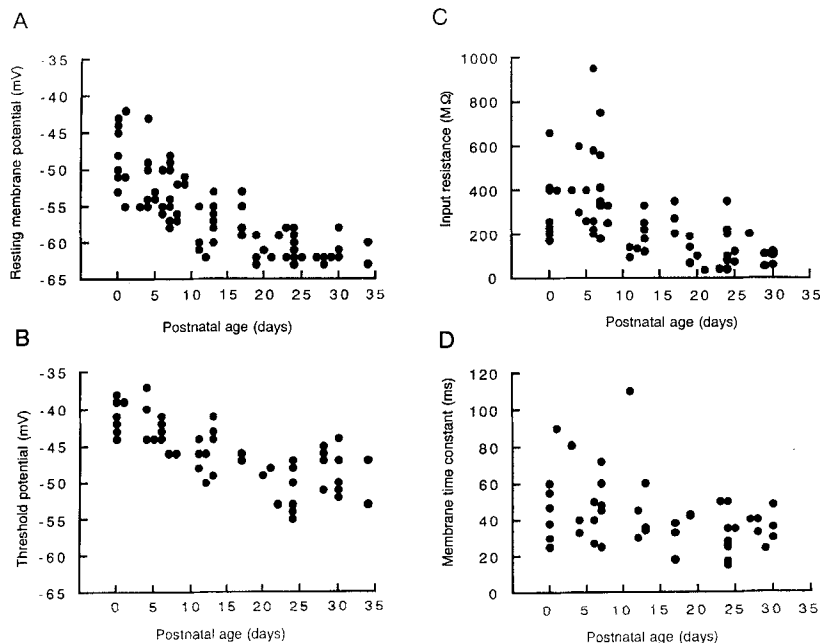 A
Resting membrane potential (mV)
-35
-40
-45
-50
-55
-60
-65
0 5 10 15 20 25 30 35
Postnatal age (days)
B
Threshold potential (mV)
-35
-40
-45
-50
-55
-60
-65
0 5 10 15 20 25 30 35
Postnatal age (days)
C
Input resistance (MΩ)
1000
800
600
400
200
0
0 5 10 15 20 25 30 35
Postnatal age (days)
D
Membrane time constant (ms)
120
100
80
60
40
20
0
0 5 10 15 20 25 30 35
Postnatal age (days)